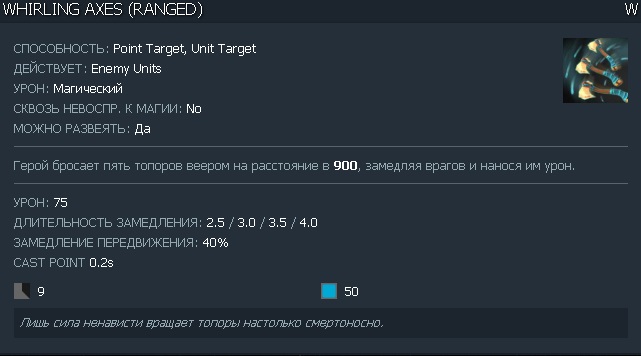 WHIRLING AXES (RANGED) W
СПОСОБНОСТЬ: Point Target, Unit Target
ДЕЙСТВУЕТ: Enemy Units
УРОН: Магический
СКВОЗЬ НЕВОСПР. К МАГИИ: No
МОЖНО РАЗВЕЯТЬ: Да
Герой бросает пять топоров веером на расстояние в 900, замедляя врагов и нанося им урон.
УРОН: 75
ДЛИТЕЛЬНОСТЬ ЗАМЕДЛЕНИЯ: 2.5 / 3.0 / 3.5 / 4.0
ЗАМЕДЛЕНИЕ ПЕРЕДВИЖЕНИЯ: 40%
CAST POINT 0.2s
9 50
Лишь сила ненависти вращает топоры настолько смертоносно.